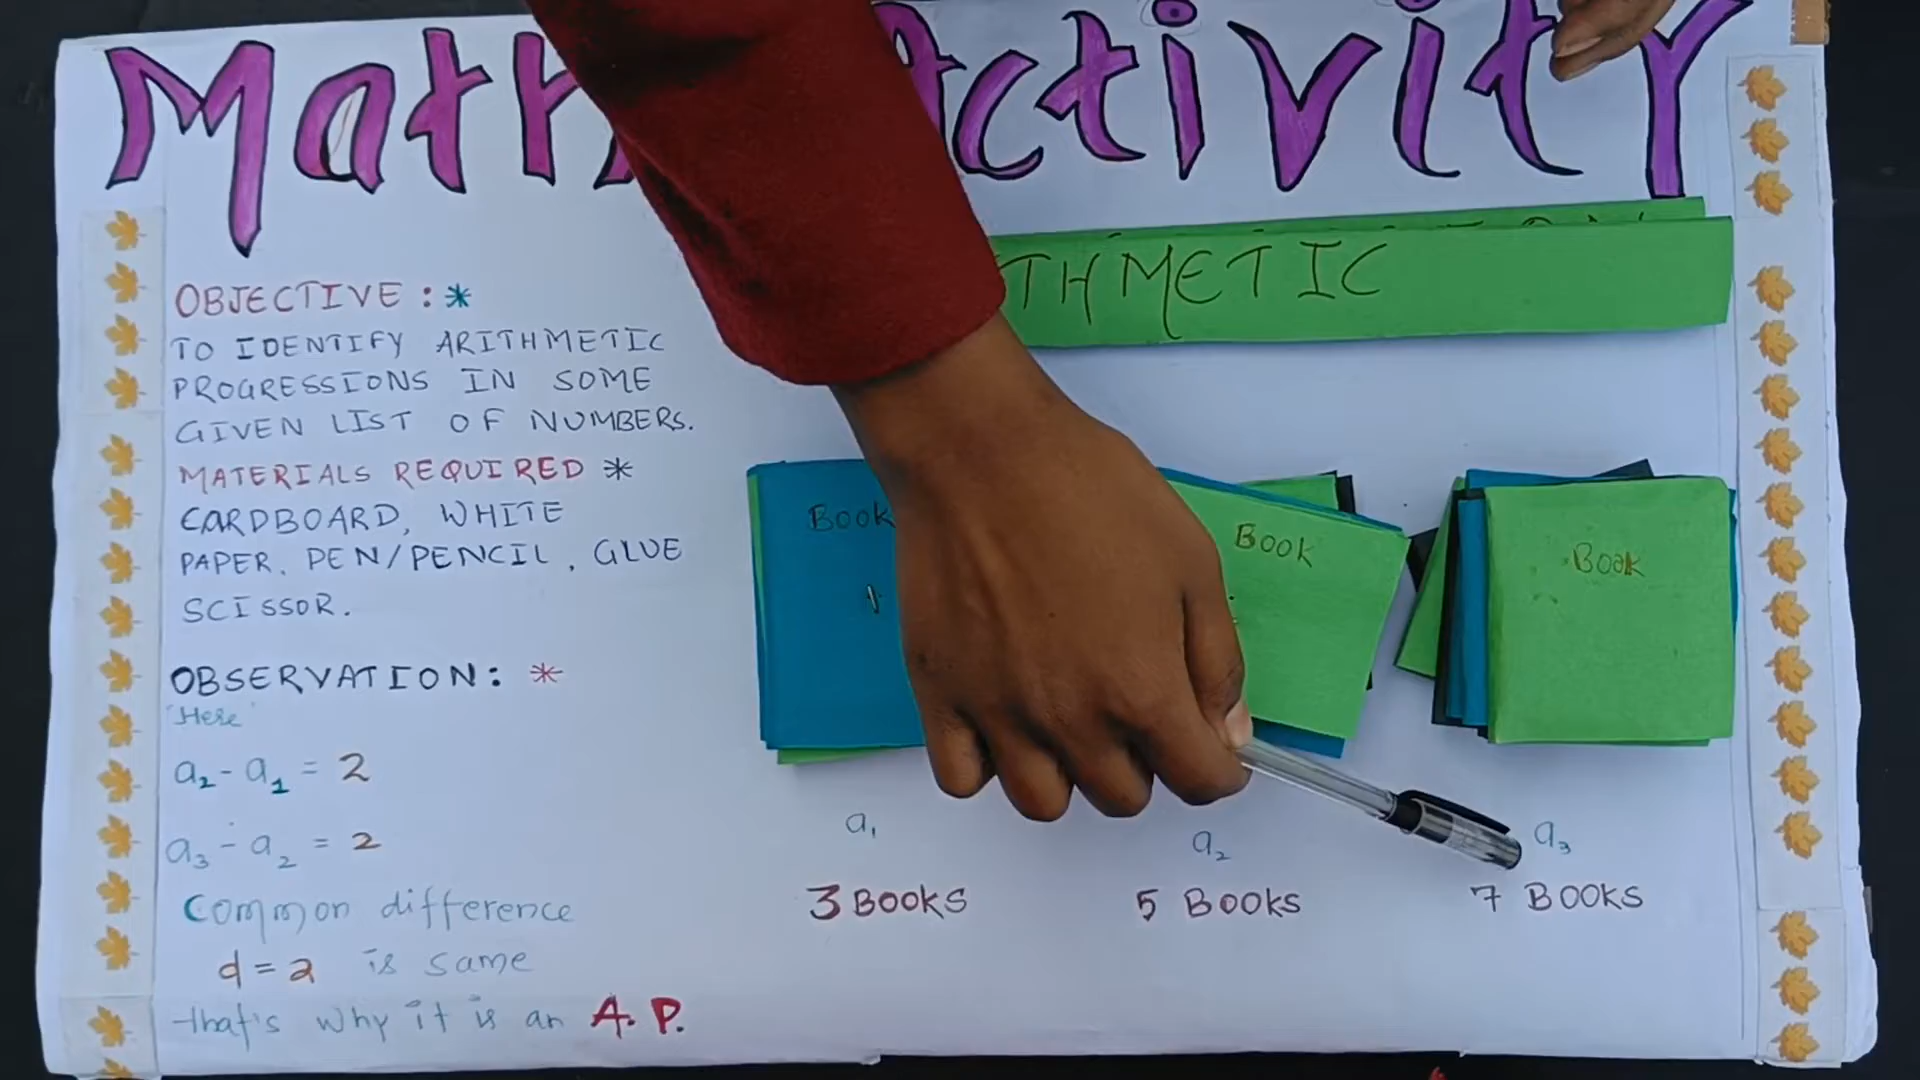 Math Activity
THMETIC
OBJECTIVE : *
TO IDENTIFY ARITHMETIC
PROGRESSIONS IN SOME
GIVEN LIST OF NUMBERS.
MATERIALS REQUIRED *
CARDBOARD, WHITE
PAPER, PEN/PENCIL, GLUE
SCISSOR.
OBSERVATION: *
'Here'
a₂ - a₁ = 2
a₃ - a₂ = 2
Common difference
d = 2 is same
that's why it is an A. P.
Book
1
Book
Book
a₁
a₂
a₃
3 BOOKS
5 BOOKS
7 BOOKS